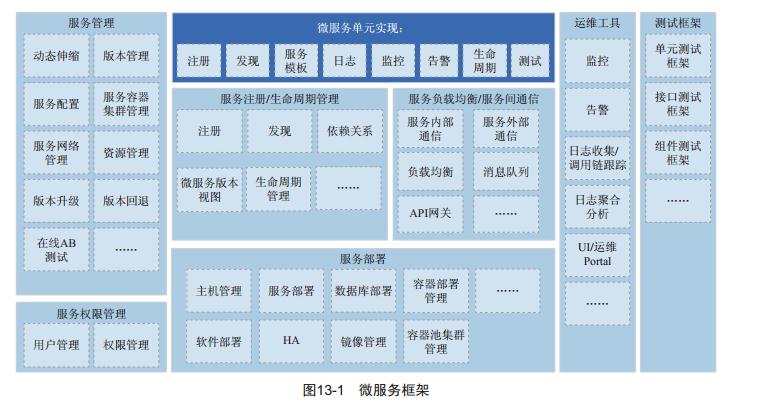 服务管理
动态伸缩
版本管理
服务配置
服务容器
集群管理
服务网络
管理
资源管理
版本升级
版本回退
在线AB
测试
……
服务权限管理
用户管理
权限管理
微服务单元实现：
注册
发现
服务
模板
日志
监控
告警
生命
周期
测试
服务注册/生命周期管理
注册
发现
依赖关系
微服务版本
视图
生命周期
管理
……
服务负载均衡/服务间通信
服务内部
通信
服务外部
通信
负载均衡
消息队列
API网关
……
服务部署
主机管理
服务部署
数据库部署
容器部署
管理
……
软件部署
HA
镜像管理
容器池集群
管理
运维工具
监控
告警
日志收集/
调用链跟踪
日志聚合
分析
UI/运维
Portal
……
测试框架
单元测试
框架
接口测试
框架
组件测试
框架
……
图13-1 微服务框架